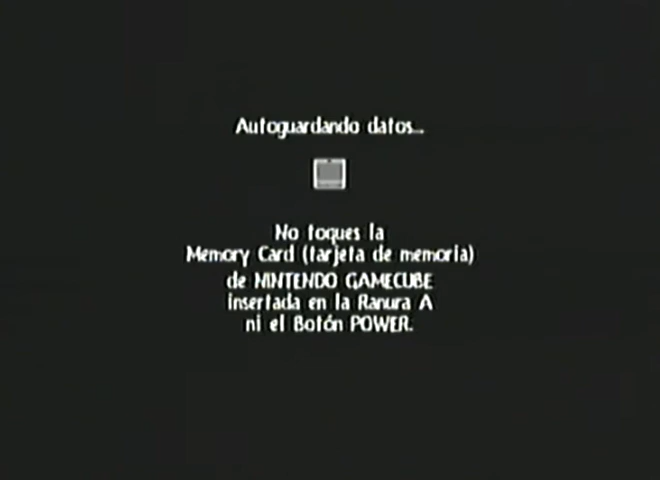 Autoguardando datos...
No toques la
Memory Card (tarjeta de memoria)
de NINTENDO GAMECUBE
insertada en la Ranura A
ni el Botón POWER.